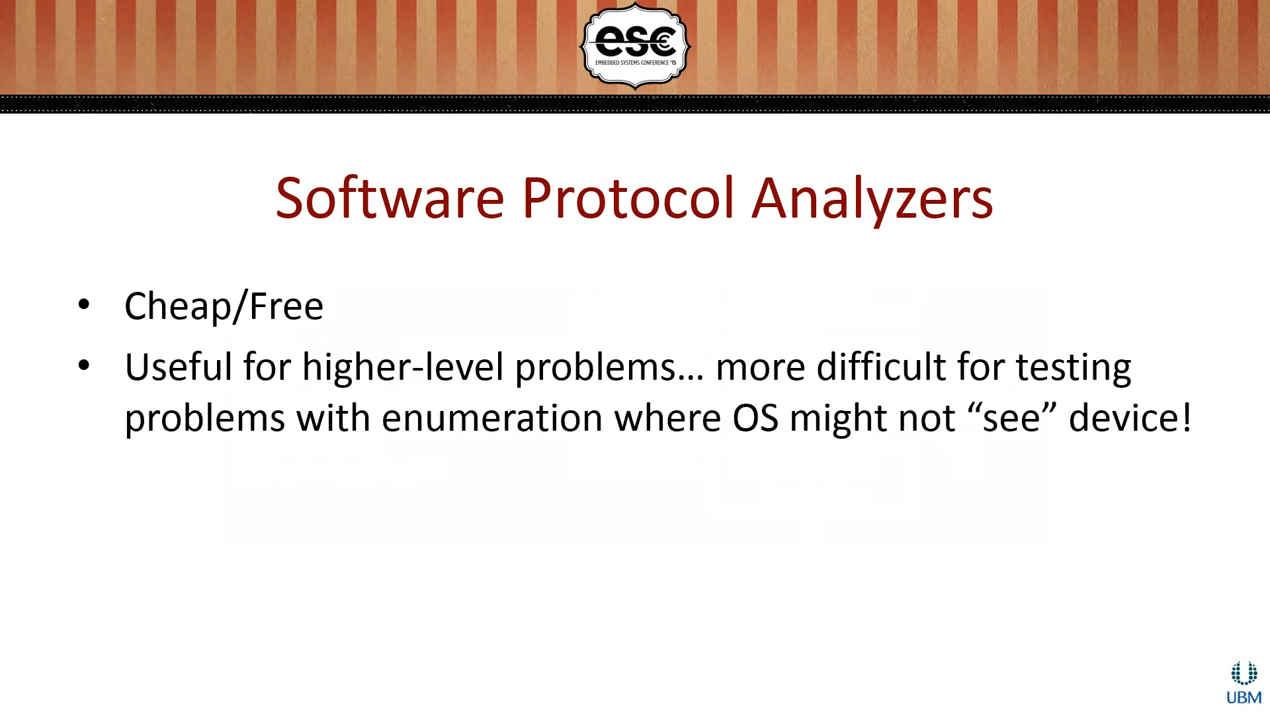 esc
EMBEDDED SYSTEMS CONFERENCE '15
Software Protocol Analyzers
• Cheap/Free
• Useful for higher-level problems… more difficult for testing
problems with enumeration where OS might not “see” device!
UBM